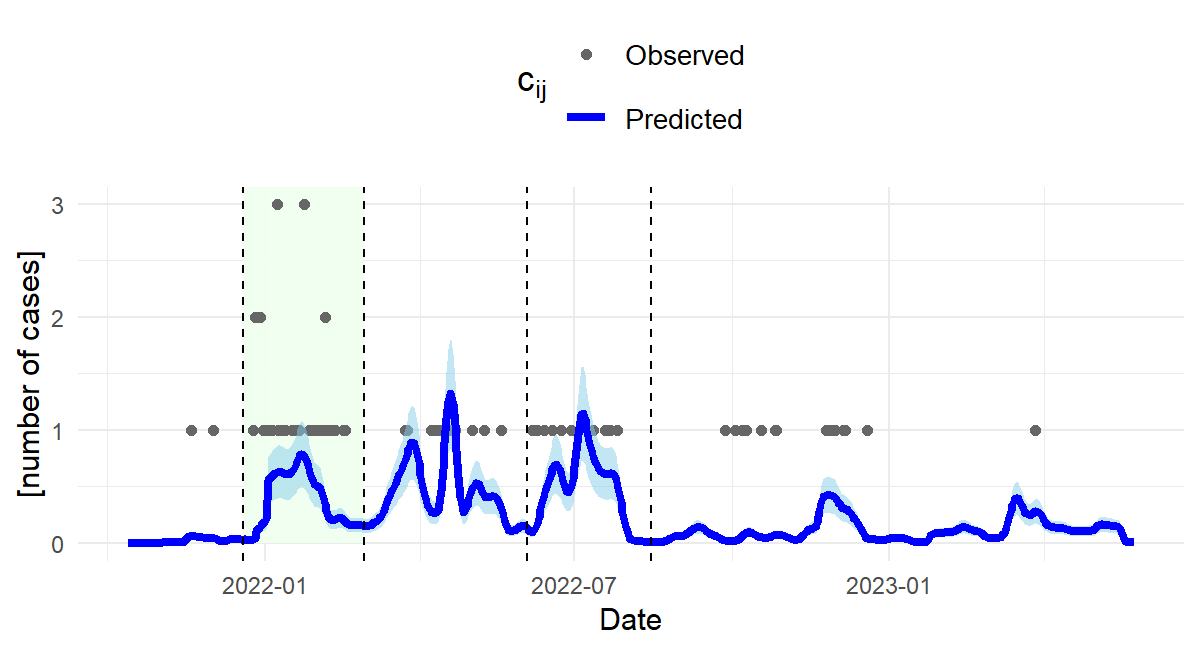 Observed
c_ij
Predicted
[number of cases]
3
2
1
0
2022-01
2022-07
2023-01
Date